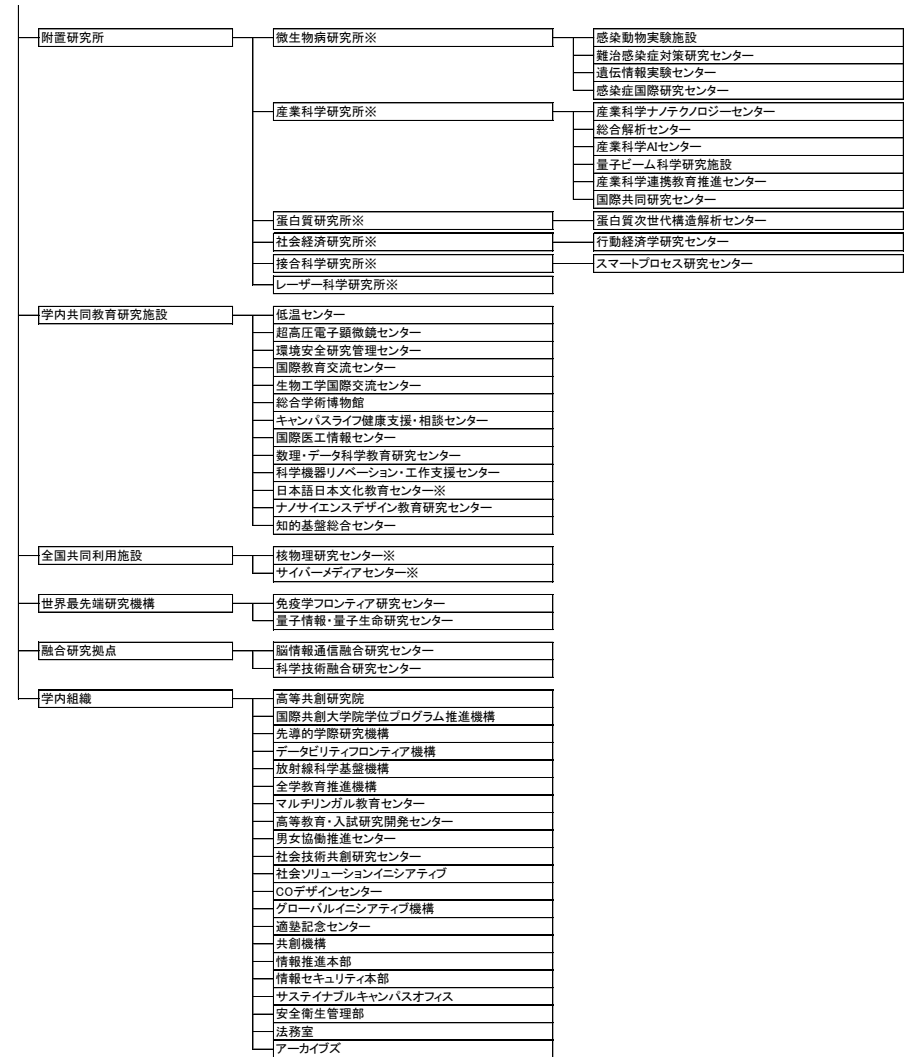 附置研究所
微生物病研究所※
感染動物実験施設
難治感染症対策研究センター
遺伝情報実験センター
感染症国際研究センター
産業科学研究所※
産業科学ナノテクノロジーセンター
総合解析センター
産業科学AIセンター
量子ビーム科学研究施設
産業科学連携教育推進センター
国際共同研究センター
蛋白質研究所※
蛋白質次世代構造解析センター
社会経済研究所※
行動経済学研究センター
接合科学研究所※
スマートプロセス研究センター
レーザー科学研究所※
学内共同教育研究施設
低温センター
超高圧電子顕微鏡センター
環境安全研究管理センター
国際教育交流センター
生物工学国際交流センター
総合学術博物館
キャンパスライフ健康支援・相談センター
国際医工情報センター
数理・データ科学教育研究センター
科学機器リノベーション・工作支援センター
日本語日本文化教育センター※
ナノサイエンスデザイン教育研究センター
知的基盤総合センター
全国共同利用施設
核物理研究センター※
サイバーメディアセンター※
世界最先端研究機構
免疫学フロンティア研究センター
量子情報・量子生命研究センター
融合研究拠点
脳情報通信融合研究センター
科学技術融合研究センター
学内組織
高等共創研究院
国際共創大学院学位プログラム推進機構
先導的学際研究機構
データビリティフロンティア機構
放射線科学基盤機構
全学教育推進機構
マルチリンガル教育センター
高等教育・入試研究開発センター
男女協働推進センター
社会技術共創研究センター
社会ソリューションイニシアティブ
COデザインセンター
グローバルイニシアティブ機構
適塾記念センター
共創機構
情報推進本部
情報セキュリティ本部
サステイナブルキャンパスオフィス
安全衛生管理部
法務室
アーカイブズ